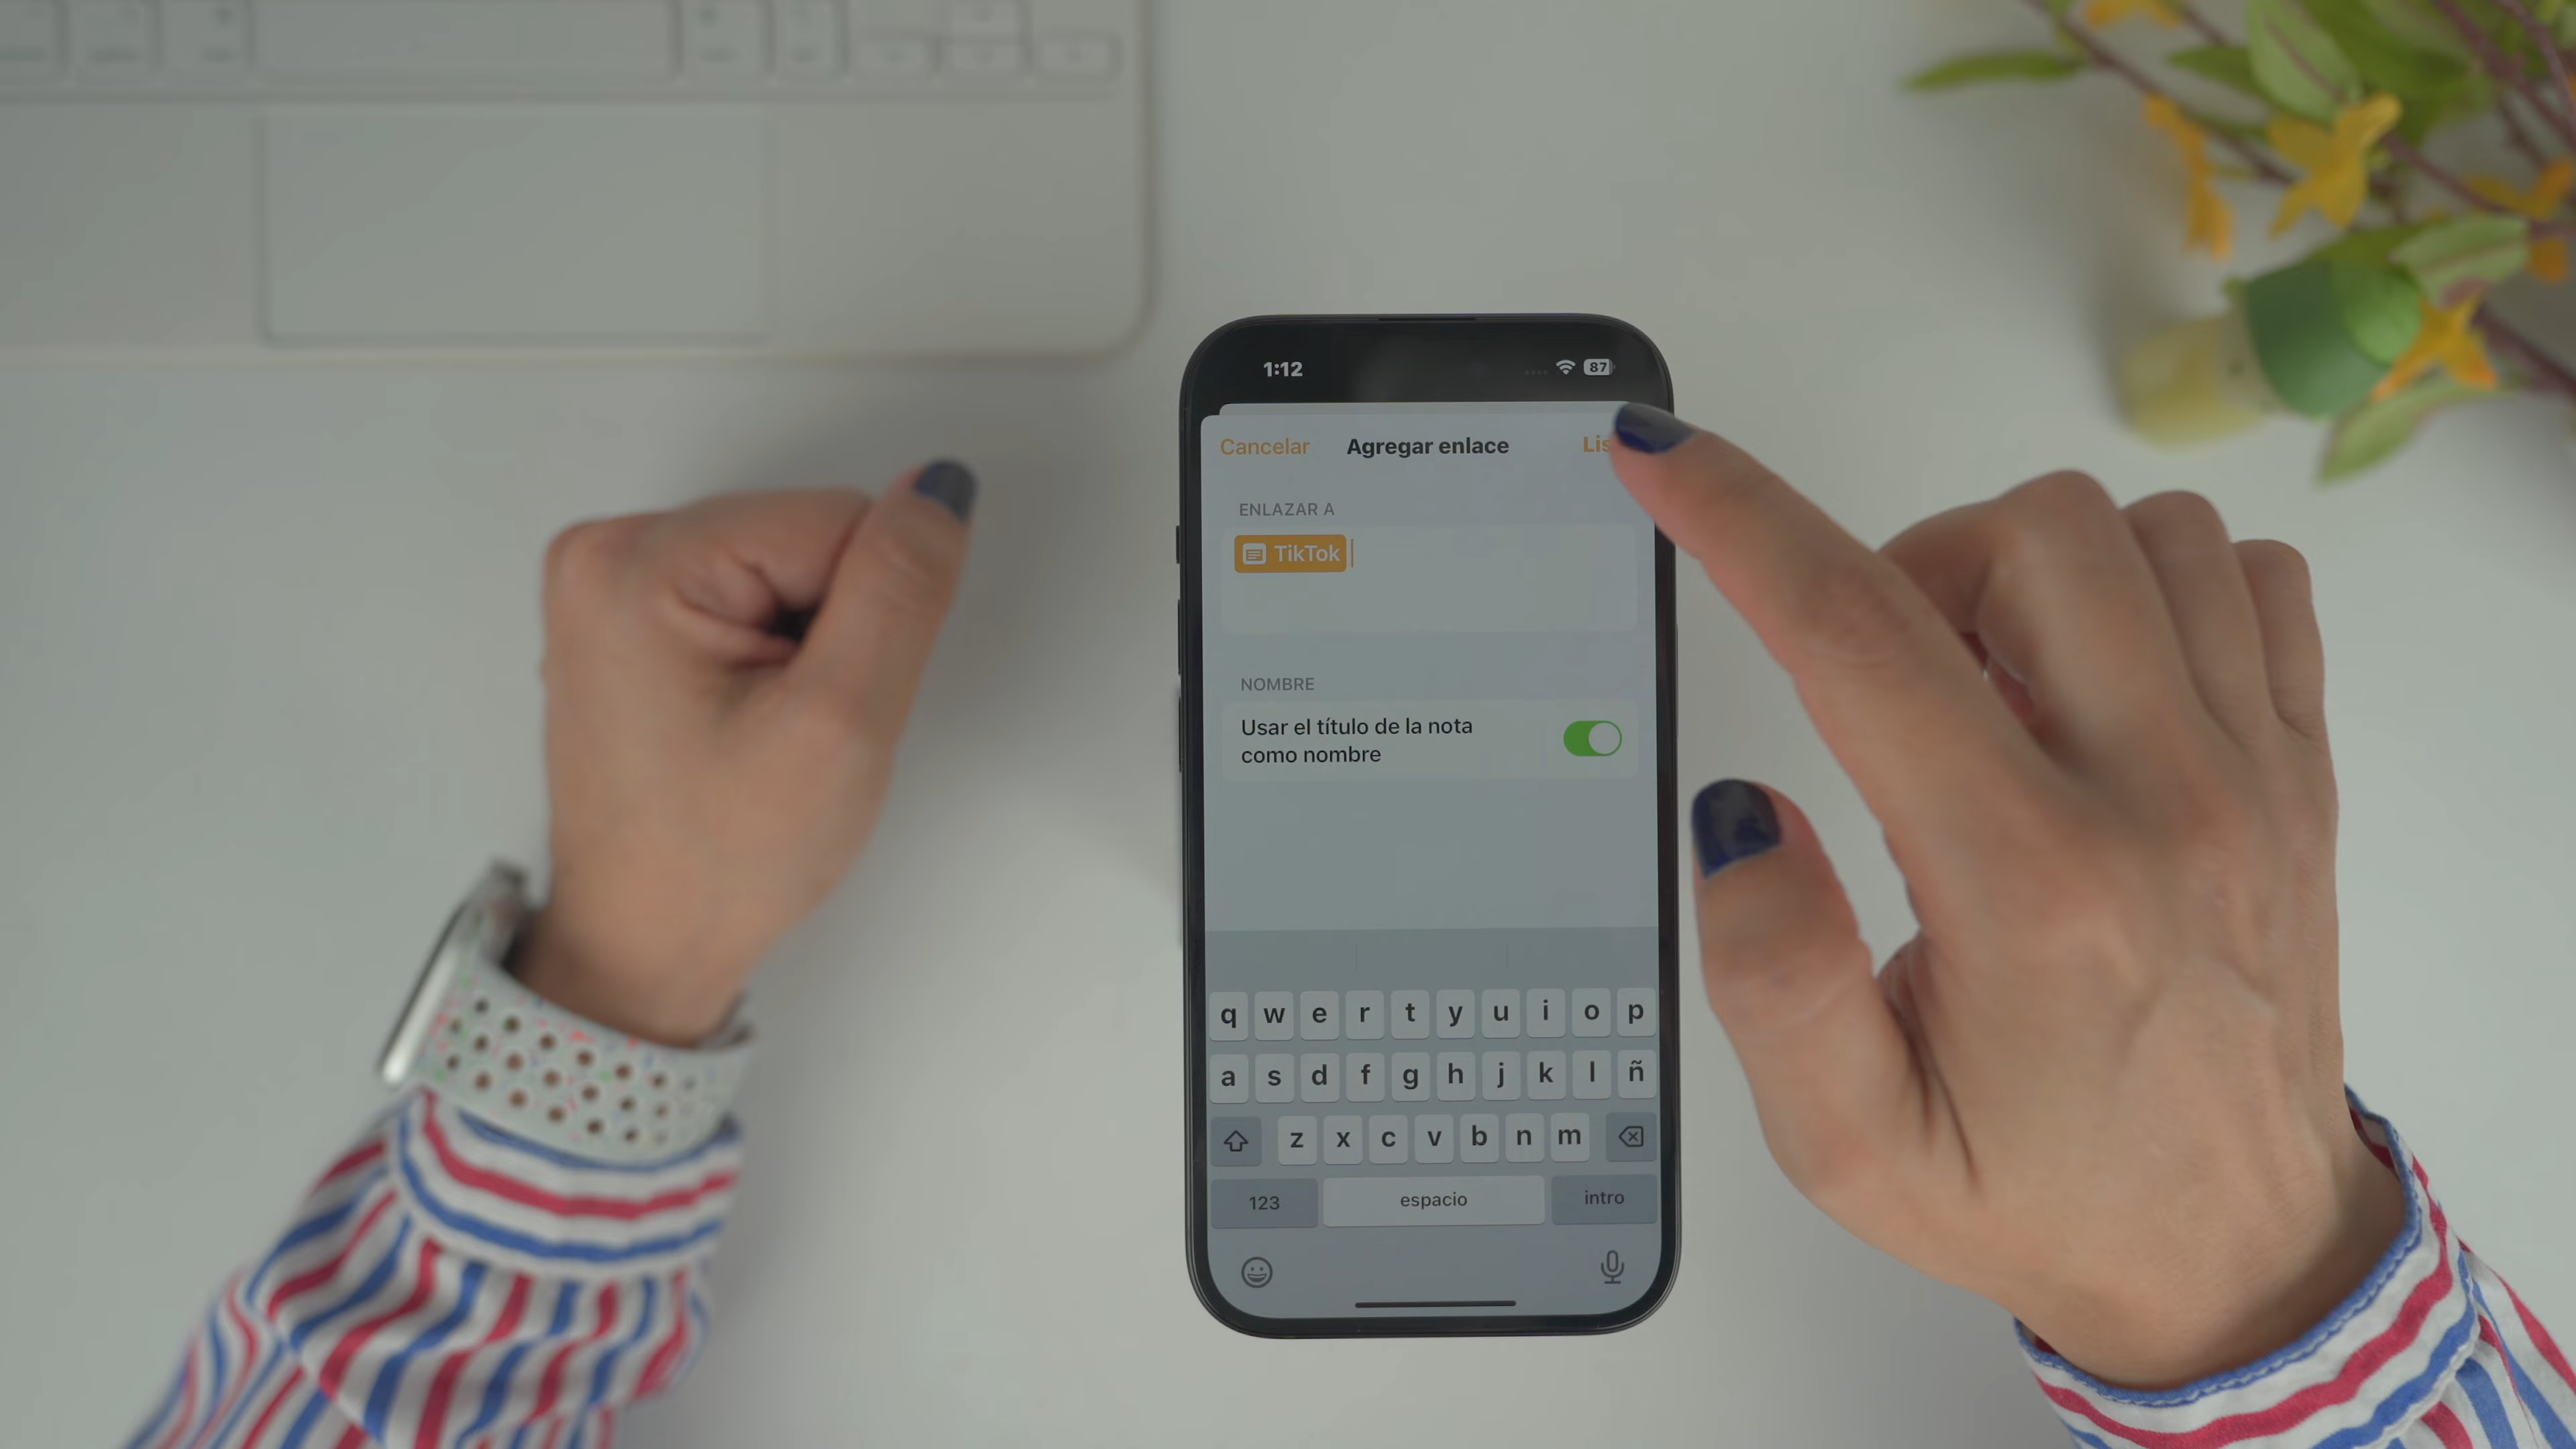 1:12
87
Cancelar
Agregar enlace
Lis
ENLAZAR A
TikTok
NOMBRE
Usar el título de la nota
como nombre
q w e r t y u i o p
a s d f g h j k l ñ
z x c v b n m
123
espacio
intro